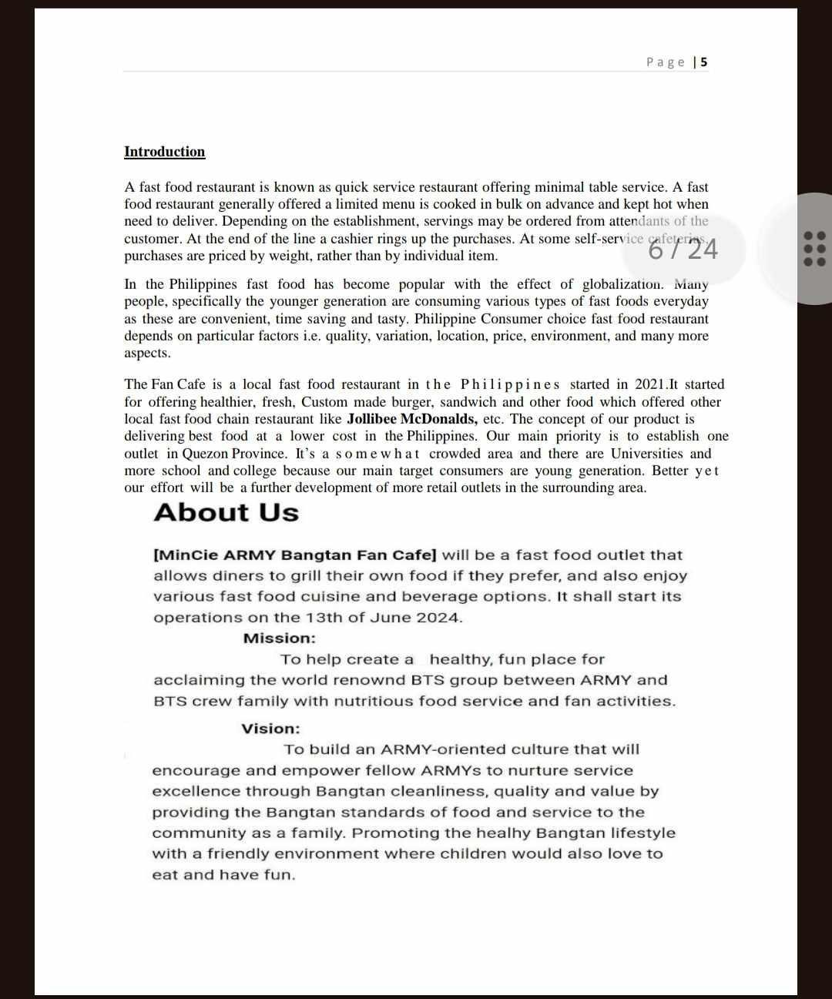 Page | 5
Introduction
A fast food restaurant is known as quick service restaurant offering minimal table service. A fast
food restaurant generally offered a limited menu is cooked in bulk on advance and kept hot when
need to deliver. Depending on the establishment, servings may be ordered from attendants of the
customer. At the end of the line a cashier rings up the purchases. At some self-service cafeterias,
6 / 24
purchases are priced by weight, rather than by individual item.
In the Philippines fast food has become popular with the effect of globalization. Many
people, specifically the younger generation are consuming various types of fast foods everyday
as these are convenient, time saving and tasty. Philippine Consumer choice fast food restaurant
depends on particular factors i.e. quality, variation, location, price, environment, and many more
aspects.
The Fan Cafe is a local fast food restaurant in the Philippines started in 2021.It started
for offering healthier, fresh, Custom made burger, sandwich and other food which offered other
local fast food chain restaurant like Jollibee McDonalds, etc. The concept of our product is
delivering best food at a lower cost in the Philippines. Our main priority is to establish one
outlet in Quezon Province. It’s a somewhat crowded area and there are Universities and
more school and college because our main target consumers are young generation. Better yet
our effort will be a further development of more retail outlets in the surrounding area.
About Us
[MinCie ARMY Bangtan Fan Cafe] will be a fast food outlet that
allows diners to grill their own food if they prefer, and also enjoy
various fast food cuisine and beverage options. It shall start its
operations on the 13th of June 2024.
Mission:
To help create a healthy, fun place for
acclaiming the world renownd BTS group between ARMY and
BTS crew family with nutritious food service and fan activities.
Vision:
To build an ARMY-oriented culture that will
encourage and empower fellow ARMYs to nurture service
excellence through Bangtan cleanliness, quality and value by
providing the Bangtan standards of food and service to the
community as a family. Promoting the healhy Bangtan lifestyle
with a friendly environment where children would also love to
eat and have fun.